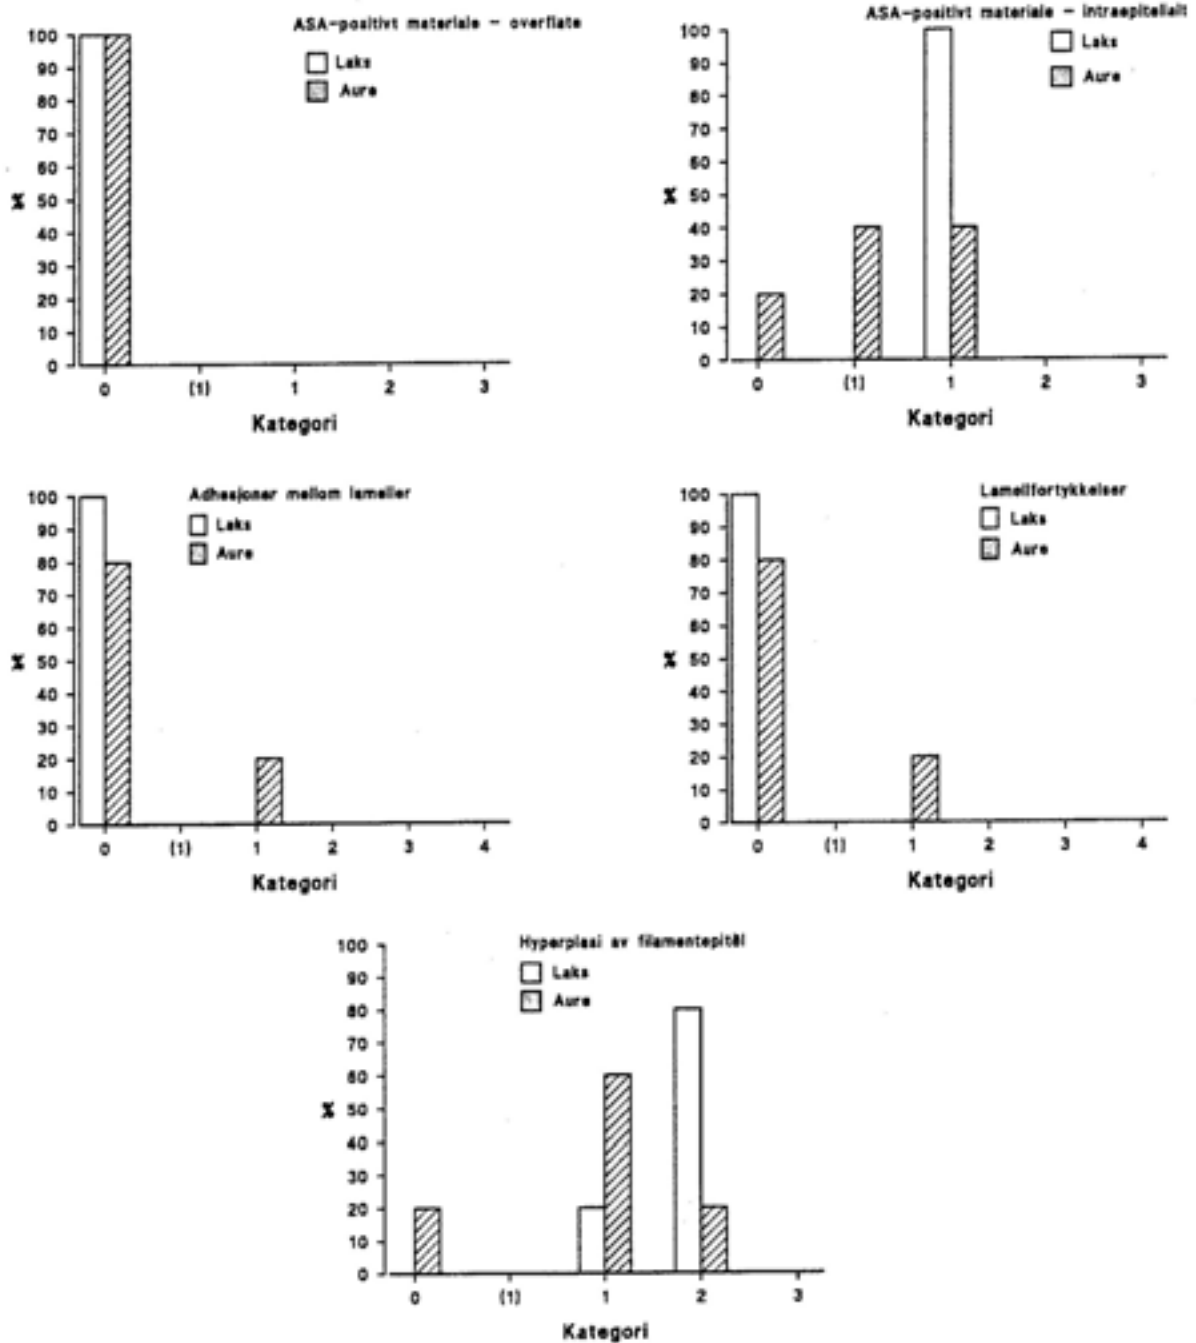 ASA-positivt materiale - overflate
Laks
Aure
100
90
80
70
60
50
40
30
20
10
0
%
0 (1) 1 2 3
Kategori
ASA-positivt materiale - intraepitelialt
Laks
Aure
100
90
80
70
60
50
40
30
20
10
0
%
0 (1) 1 2 3
Kategori
Adhesjoner mellom lameller
Laks
Aure
100
90
80
70
60
50
40
30
20
10
0
%
0 (1) 1 2 3 4
Kategori
Lamellfortykkelser
Laks
Aure
100
90
80
70
60
50
40
30
20
10
0
%
0 (1) 1 2 3 4
Kategori
Hyperplasi av filamentepitèl
Laks
Aure
100
90
80
70
60
50
40
30
20
10
0
%
0 (1) 1 2 3
Kategori